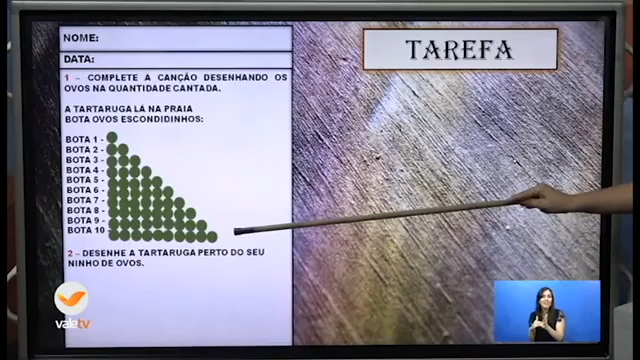 NOME:
DATA:
1 - COMPLETE A CANÇÃO DESENHANDO OS
OVOS NA QUANTIDADE CANTADA.
A TARTARUGA LÁ NA PRAIA
BOTA OVOS ESCONDIDINHOS:
BOTA 1 -
BOTA 2 -
BOTA 3 -
BOTA 4 -
BOTA 5 -
BOTA 6 -
BOTA 7 -
BOTA 8 -
BOTA 9 -
BOTA 10 -
2 - DESENHE A TARTARUGA PERTO DO SEU
NINHO DE OVOS.
TAREFA
vale tv